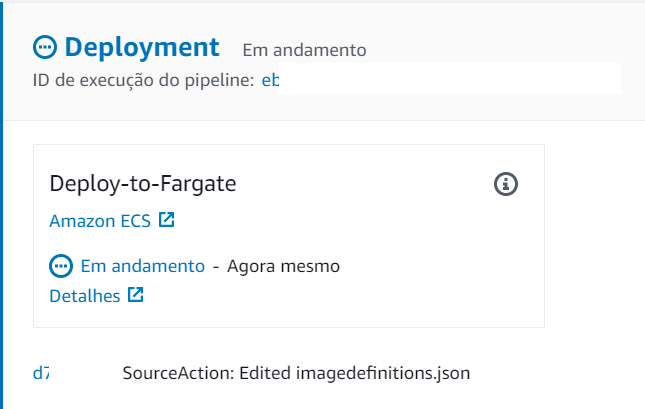 Deployment Em andamento
ID de execução do pipeline: eb
Deploy-to-Fargate
Amazon ECS
Em andamento - Agora mesmo
Detalhes
d7 SourceAction: Edited imagedefinitions.json